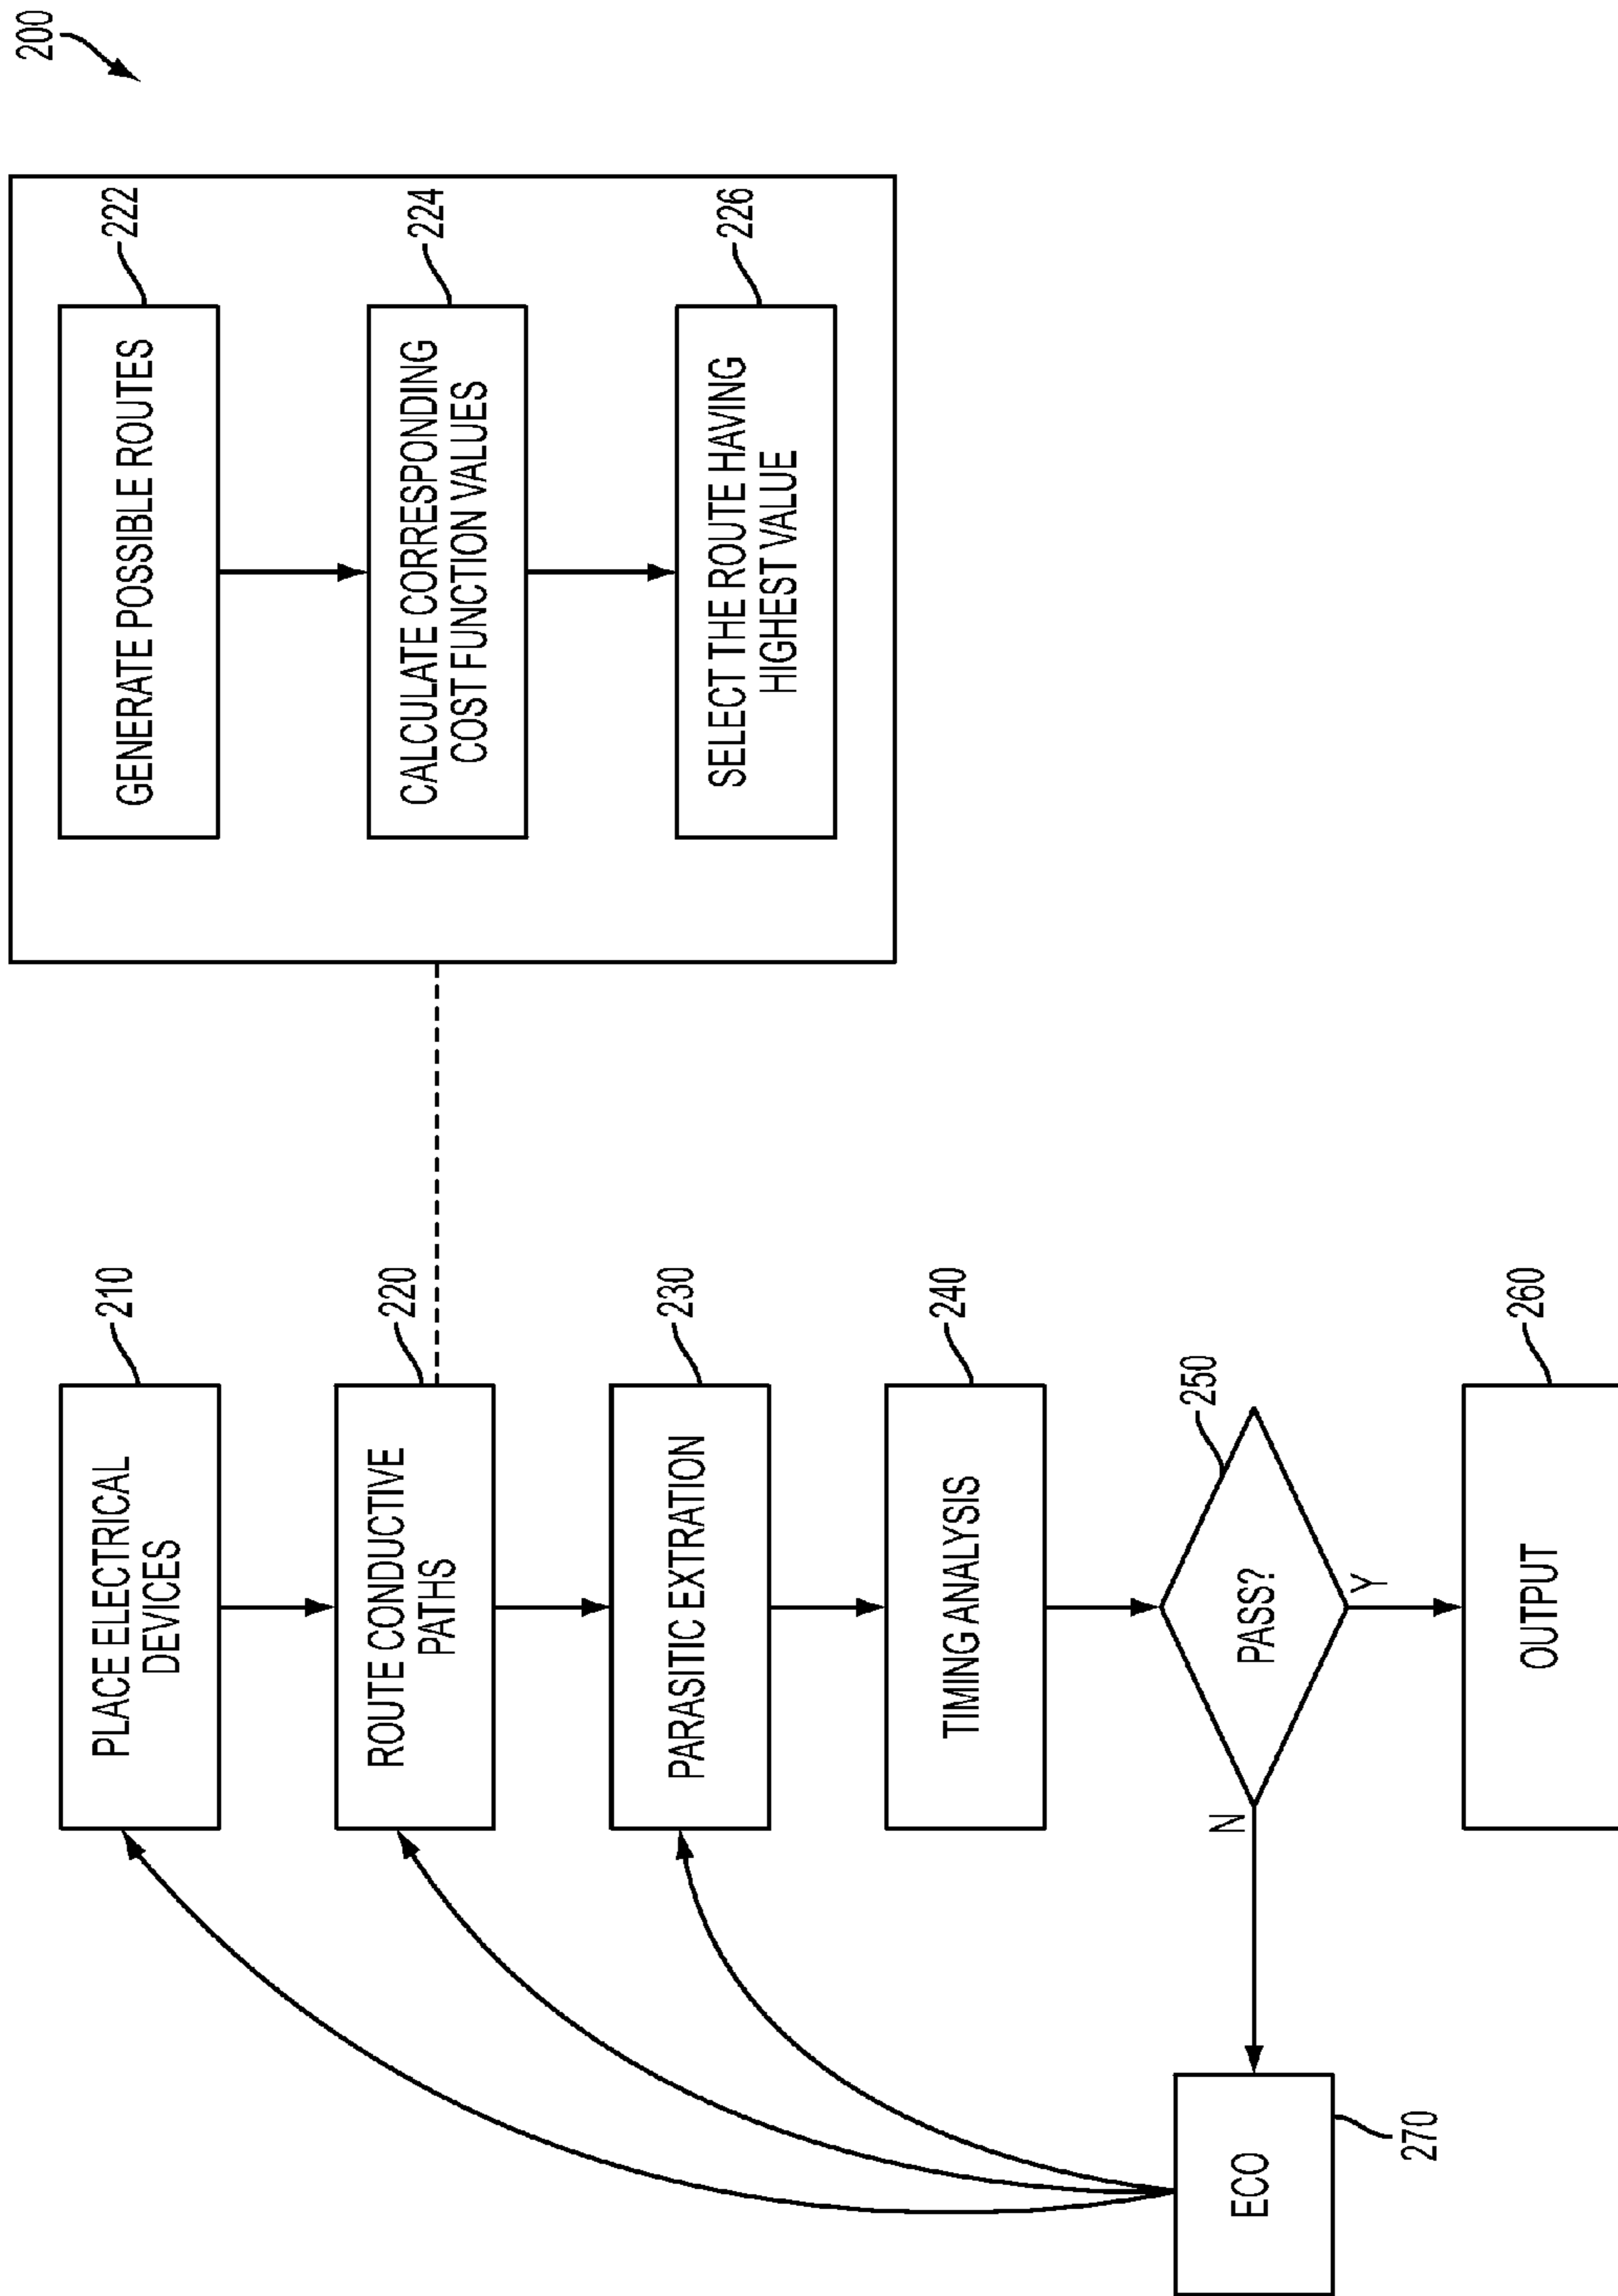 200
PLACE ELECTRICAL
DEVICES
210
ROUTE CONDUCTIVE
PATHS
220
PARASITIC EXTRATION
230
TIMING ANALYSIS
240
PASS?
250
N
Y
OUTPUT
260
ECO
270
GENERATE POSSIBLE ROUTES
222
CALCULATE CORRESPONDING
COST FUNCTION VALUES
224
SELECT THE ROUTE HAVING
HIGHEST VALUE
226